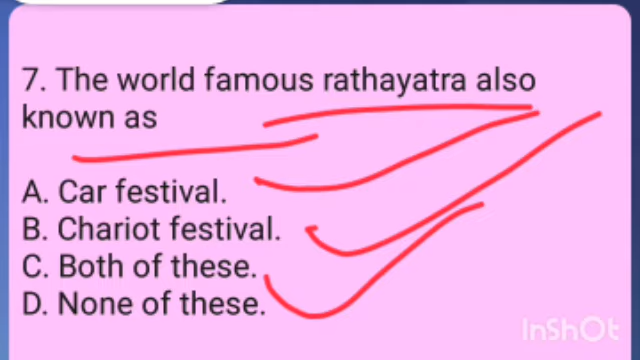 7. The world famous rathayatra also
known as
A. Car festival.
B. Chariot festival.
C. Both of these.
D. None of these.
InShOt